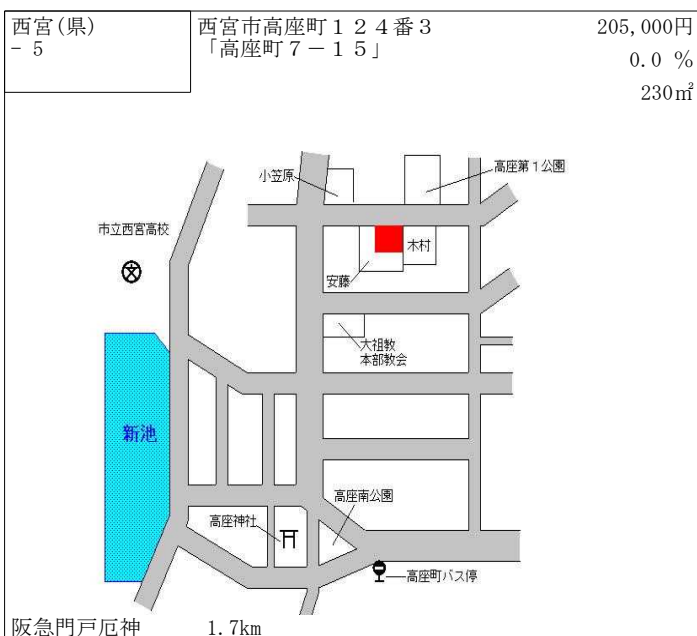 西宮(県)
- 5
西宮市高座町１２４番３
「高座町７－１５」
205,000円
0.0 %
230㎡
小笠原
高座第１公園
市立西宮高校
文
木村
安藤
大祖教
本部教会
新池
高座南公園
高座神社
高座町バス停
阪急門戸厄神 1.7km